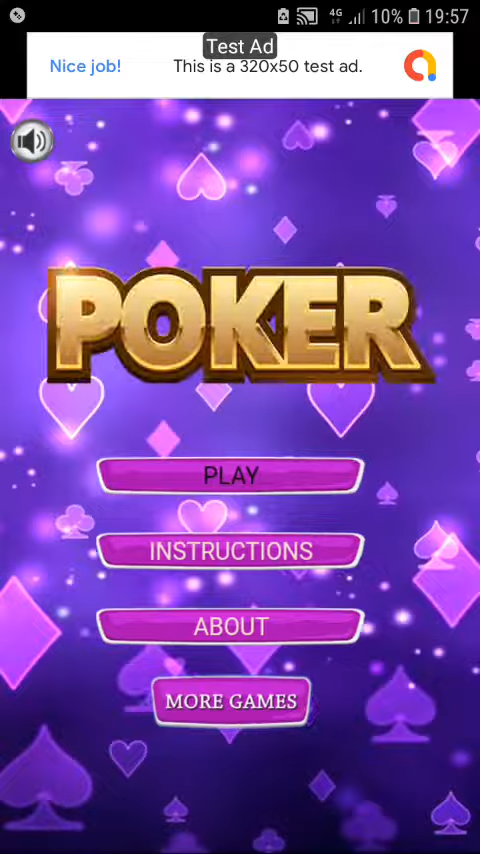 4G 10% 19:57
Test Ad
Nice job! This is a 320x50 test ad.
POKER
PLAY
INSTRUCTIONS
ABOUT
MORE GAMES